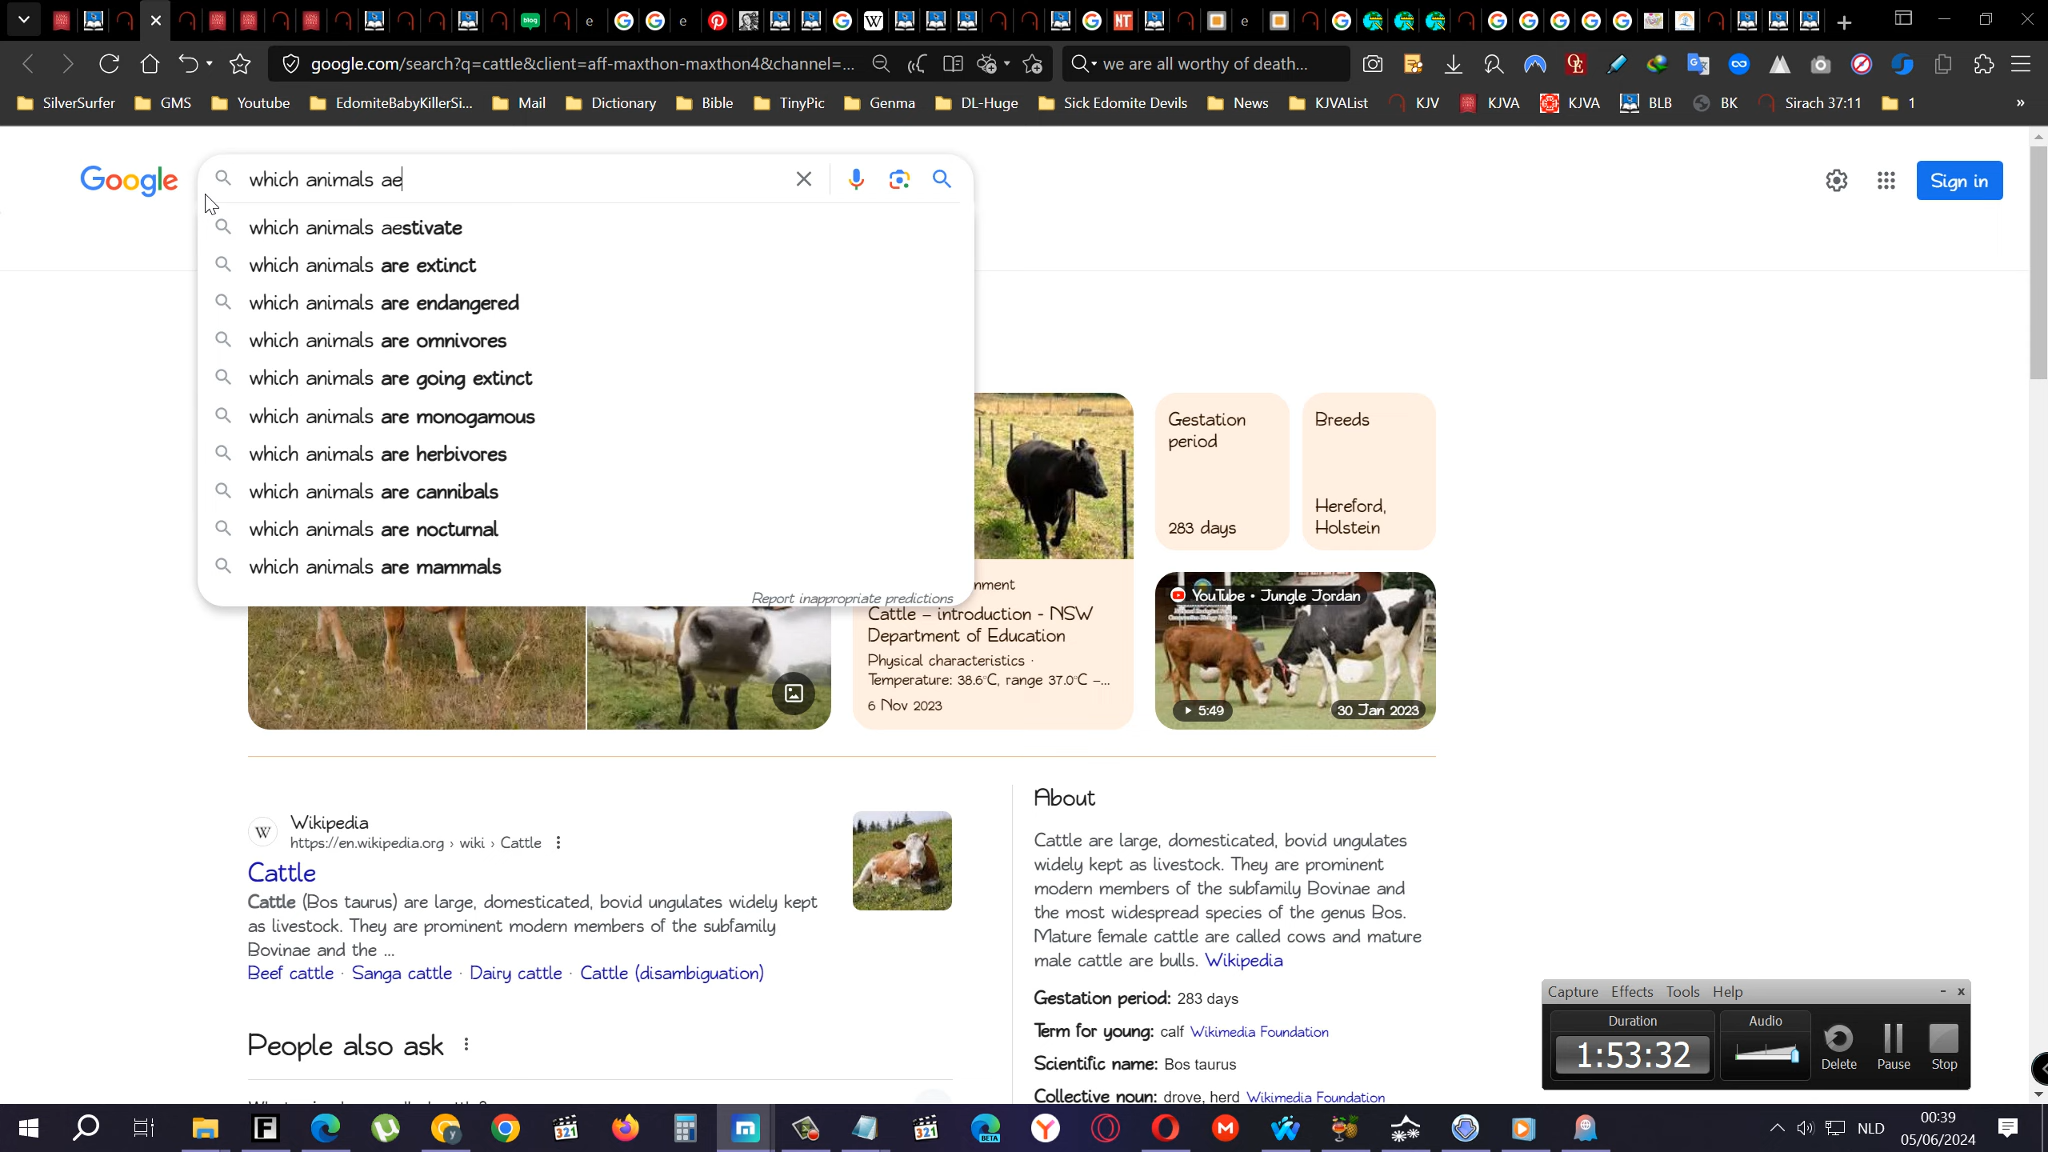 google.com/search?q=cattle&client=aff-maxthon-maxthon4&channel=...
we are all worthy of death...
SilverSurfer
GMS
Youtube
EdomiteBabyKillerSi...
Mail
Dictionary
Bible
TinyPic
Genma
DL-Huge
Sick Edomite Devils
News
KJVAList
KJV
KJVA
KJVA
BLB
BK
Sirach 37:11
1
»
Google
which animals ae
Sign in
which animals aestivate
which animals are extinct
which animals are endangered
which animals are omnivores
which animals are going extinct
which animals are monogamous
which animals are herbivores
which animals are cannibals
which animals are nocturnal
which animals are mammals
Report inappropriate predictions
Gestation
period
283 days
Breeds
Hereford,
Holstein
nment
Cattle – introduction - NSW
Department of Education
Physical characteristics ·
Temperature: 38.6°C, range 37.0°C –...
6 Nov 2023
YouTube • Jungle Jordan
5:49
30 Jan 2023
Wikipedia
https://en.wikipedia.org › wiki › Cattle
Cattle
Cattle (Bos taurus) are large, domesticated, bovid ungulates widely kept
as livestock. They are prominent modern members of the subfamily
Bovinae and the ...
Beef cattle · Sanga cattle · Dairy cattle · Cattle (disambiguation)
People also ask
About
Cattle are large, domesticated, bovid ungulates
widely kept as livestock. They are prominent
modern members of the subfamily Bovinae and
the most widespread species of the genus Bos.
Mature female cattle are called cows and mature
male cattle are bulls. Wikipedia
Gestation period: 283 days
Term for young: calf Wikimedia Foundation
Scientific name: Bos taurus
Collective noun: drove, herd Wikimedia Foundation
Capture Effects Tools Help
Duration
1:53:32
Audio
Delete
Pause
Stop
NLD
00:39
05/06/2024